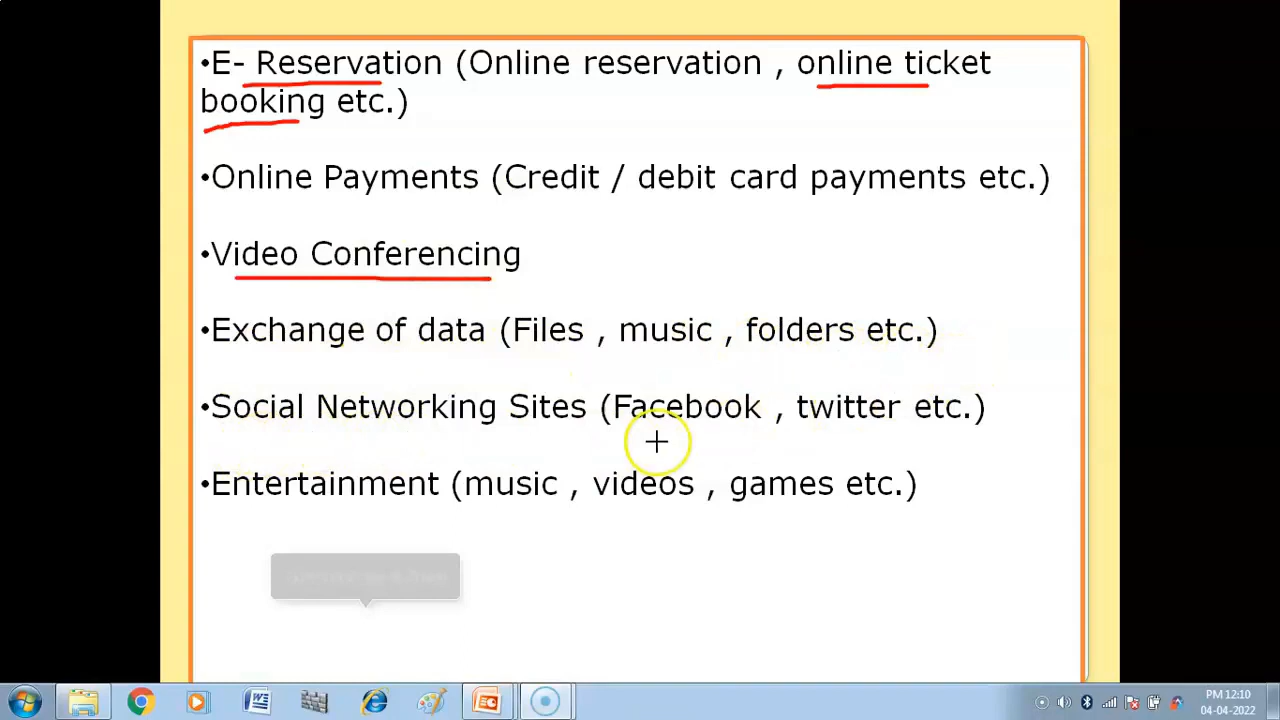 •E- Reservation (Online reservation , online ticket
booking etc.)
•Online Payments (Credit / debit card payments etc.)
•Video Conferencing
•Exchange of data (Files , music , folders etc.)
•Social Networking Sites (Facebook , twitter etc.)
•Entertainment (music , videos , games etc.)
PM 12:10
04-04-2022